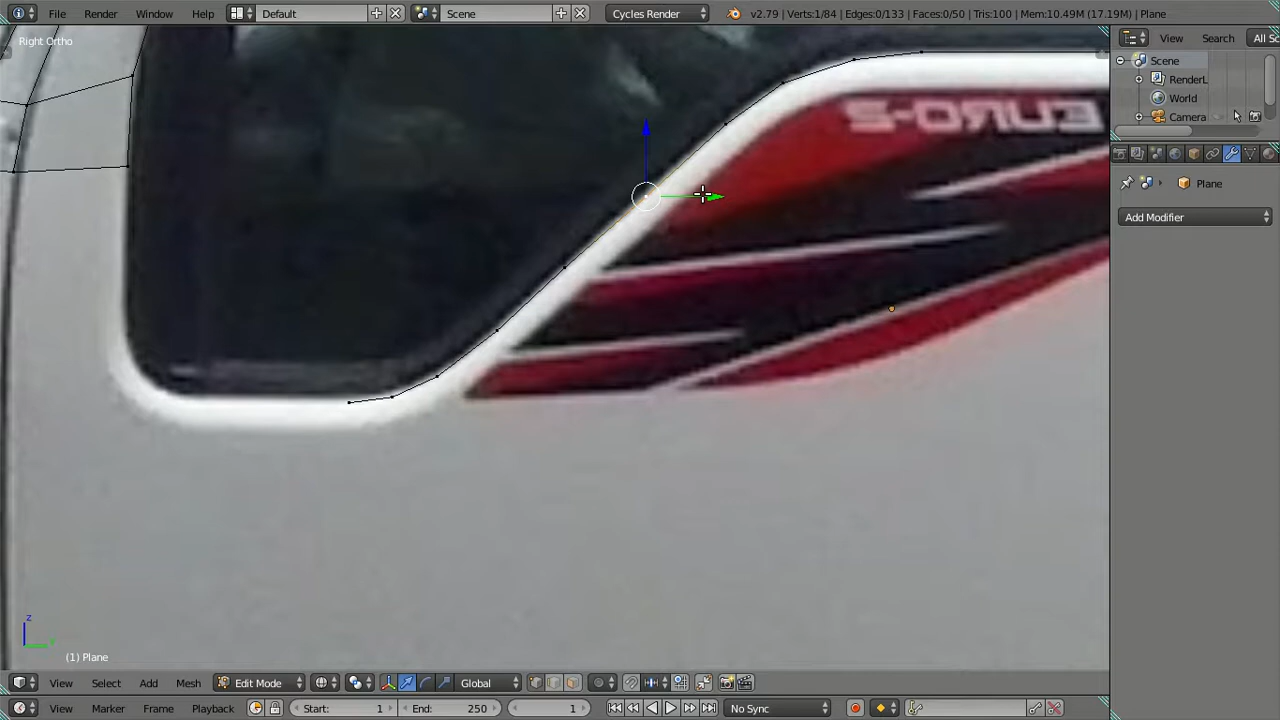 File Render Window Help Default Scene Cycles Render v2.79 | Verts:1/84 | Edges:0/133 | Faces:0/50 | Tris:100 | Mem:10.49M (17.19M) | Plane
Right Ortho
View Search All Sc
Scene
RenderL
World
Camera
Plane
Add Modifier
z
y
(1) Plane
View Select Add Mesh Edit Mode Global
View Marker Frame Playback Start: 1 End: 250 1 No Sync